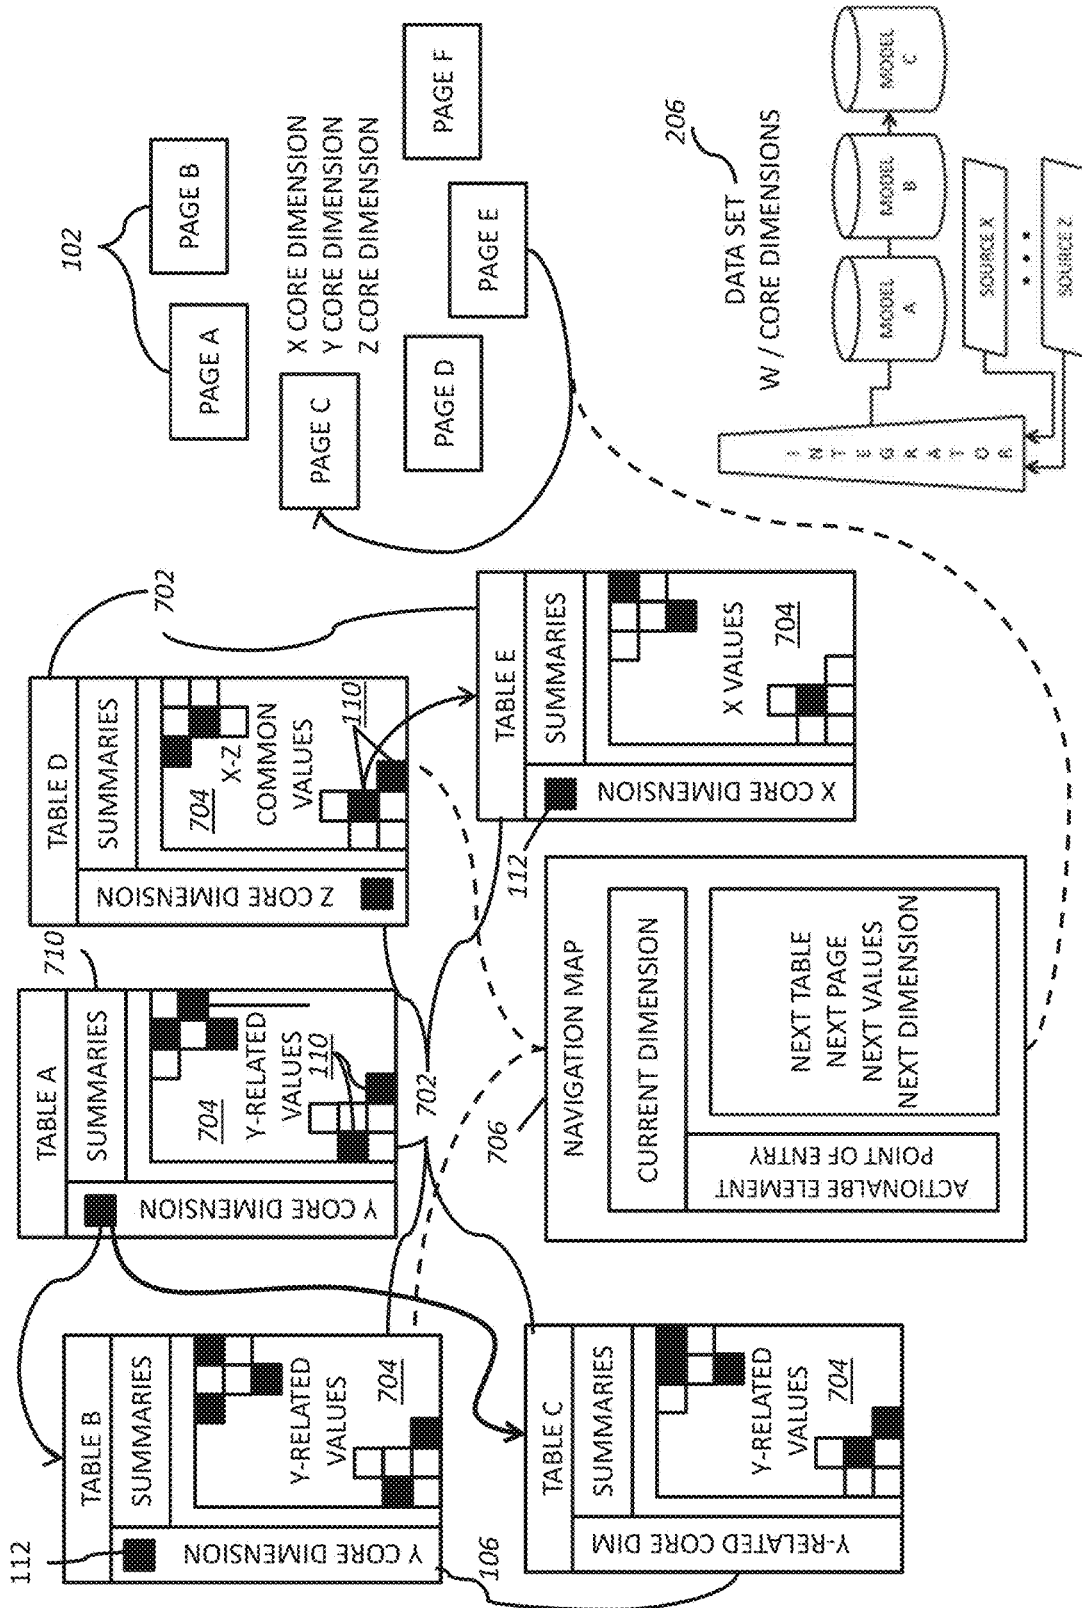 112
TABLE B
SUMMARIES
Y CORE DIMENSION
Y-RELATED
VALUES
704
106
TABLE A
710
SUMMARIES
Y CORE DIMENSION
704
Y-RELATED
VALUES
110
702
TABLE D
702
SUMMARIES
Z CORE DIMENSION
704
X-Z
COMMON
VALUES
110
TABLE C
SUMMARIES
Y-RELATED CORE DIM
Y-RELATED
VALUES
704
706
NAVIGATION MAP
CURRENT DIMENSION
ACTIONALBE ELEMENT
POINT OF ENTRY
NEXT TABLE
NEXT PAGE
NEXT VALUES
NEXT DIMENSION
112
TABLE E
SUMMARIES
X CORE DIMENSION
X VALUES
704
102
PAGE A
PAGE B
PAGE C
X CORE DIMENSION
Y CORE DIMENSION
Z CORE DIMENSION
PAGE D
PAGE E
PAGE F
206
DATA SET
W / CORE DIMENSIONS
INTEGRATOR
MODEL
A
MODEL
B
MODEL
C
SOURCE X
SOURCE Z